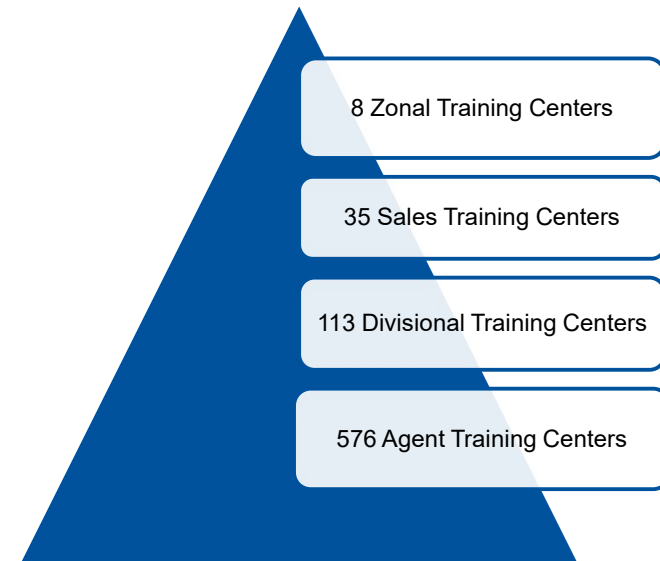 8 Zonal Training Centers
35 Sales Training Centers
113 Divisional Training Centers
576 Agent Training Centers